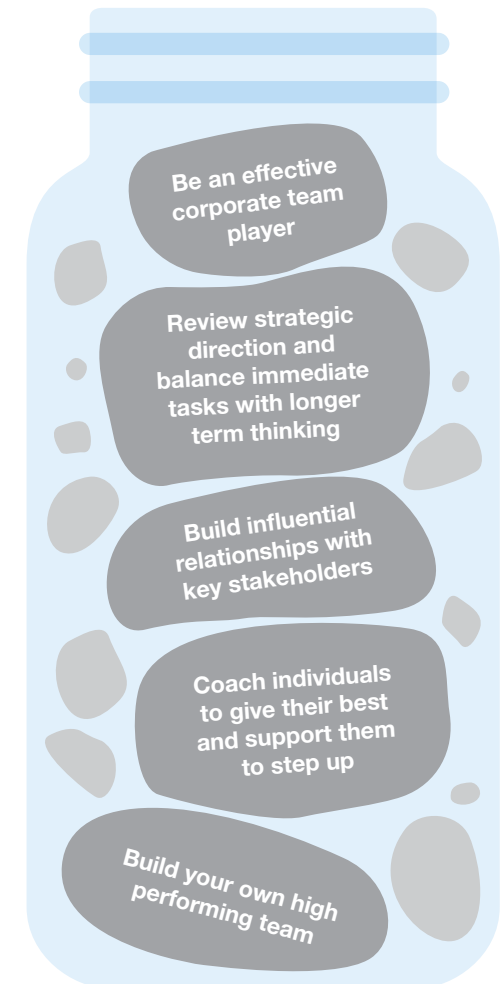 Be an effective
corporate team
player
Review strategic
direction and
balance immediate
tasks with longer
term thinking
Build influential
relationships with
key stakeholders
Coach individuals
to give their best
and support them
to step up
Build your own high
performing team